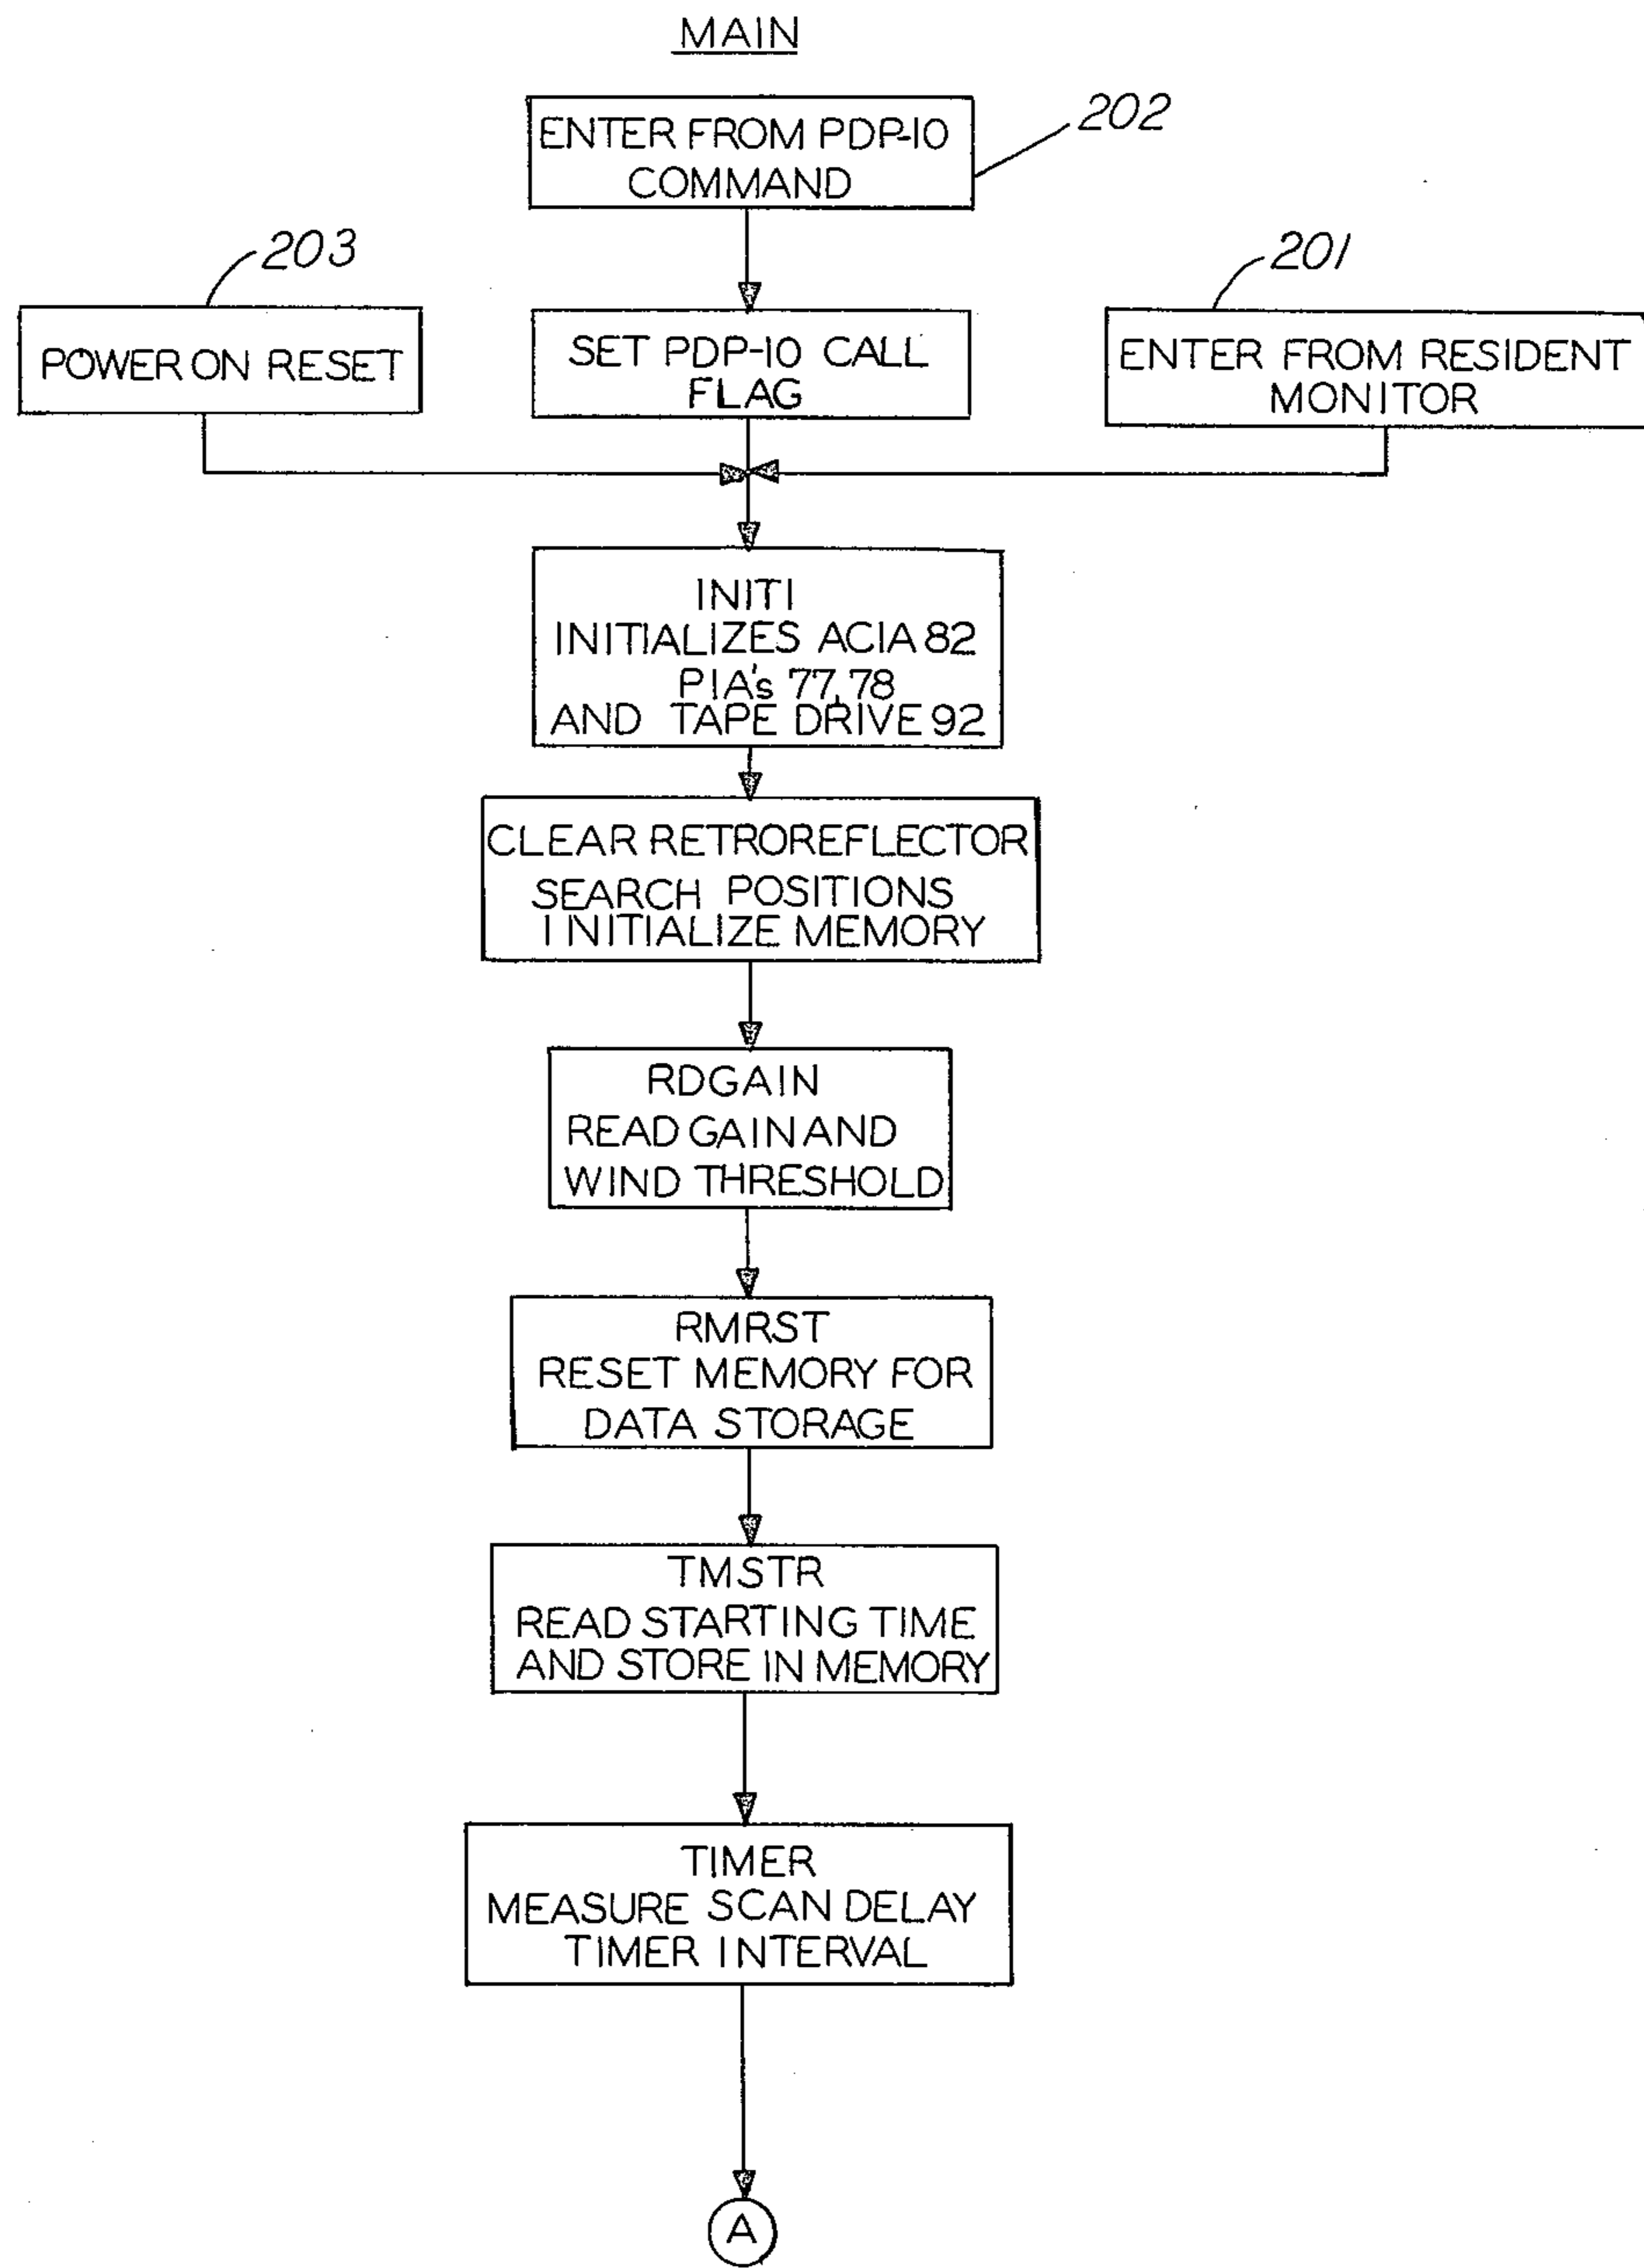 MAIN
ENTER FROM PDP-10
COMMAND
202
203
201
POWER ON RESET
SET PDP-10 CALL
FLAG
ENTER FROM RESIDENT
MONITOR
INITI
INITIALIZES ACIA 82
PIA's 77,78
AND TAPE DRIVE 92
CLEAR RETROREFLECTOR
SEARCH POSITIONS
INITIALIZE MEMORY
RDGAIN
READ GAIN AND
WIND THRESHOLD
RMRST
RESET MEMORY FOR
DATA STORAGE
TMSTR
READ STARTING TIME
AND STORE IN MEMORY
TIMER
MEASURE SCAN DELAY
TIMER INTERVAL
A